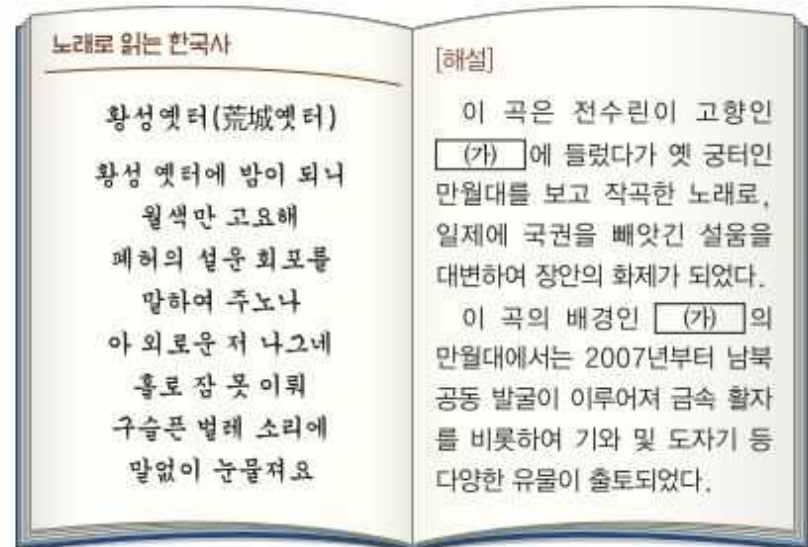 노래로 읽는 한국사
황성옛터(荒城옛터)
황성 옛터에 밤이 되니
월색만 고요해
폐허의 설운 회포를
말하여 주노나
아 외로운 저 나그네
홀로 잠 못 이뤄
구슬픈 벌레 소리에
말없이 눈물져요
[해설]
이 곡은 전수린이 고향인
(가) 에 들렀다가 옛 궁터인
만월대를 보고 작곡한 노래로,
일제에 국권을 빼앗긴 설움을
대변하여 장안의 화제가 되었다.
이 곡의 배경인 (가) 의
만월대에서는 2007년부터 남북
공동 발굴이 이루어져 금속 활자
를 비롯하여 기와 및 도자기 등
다양한 유물이 출토되었다.